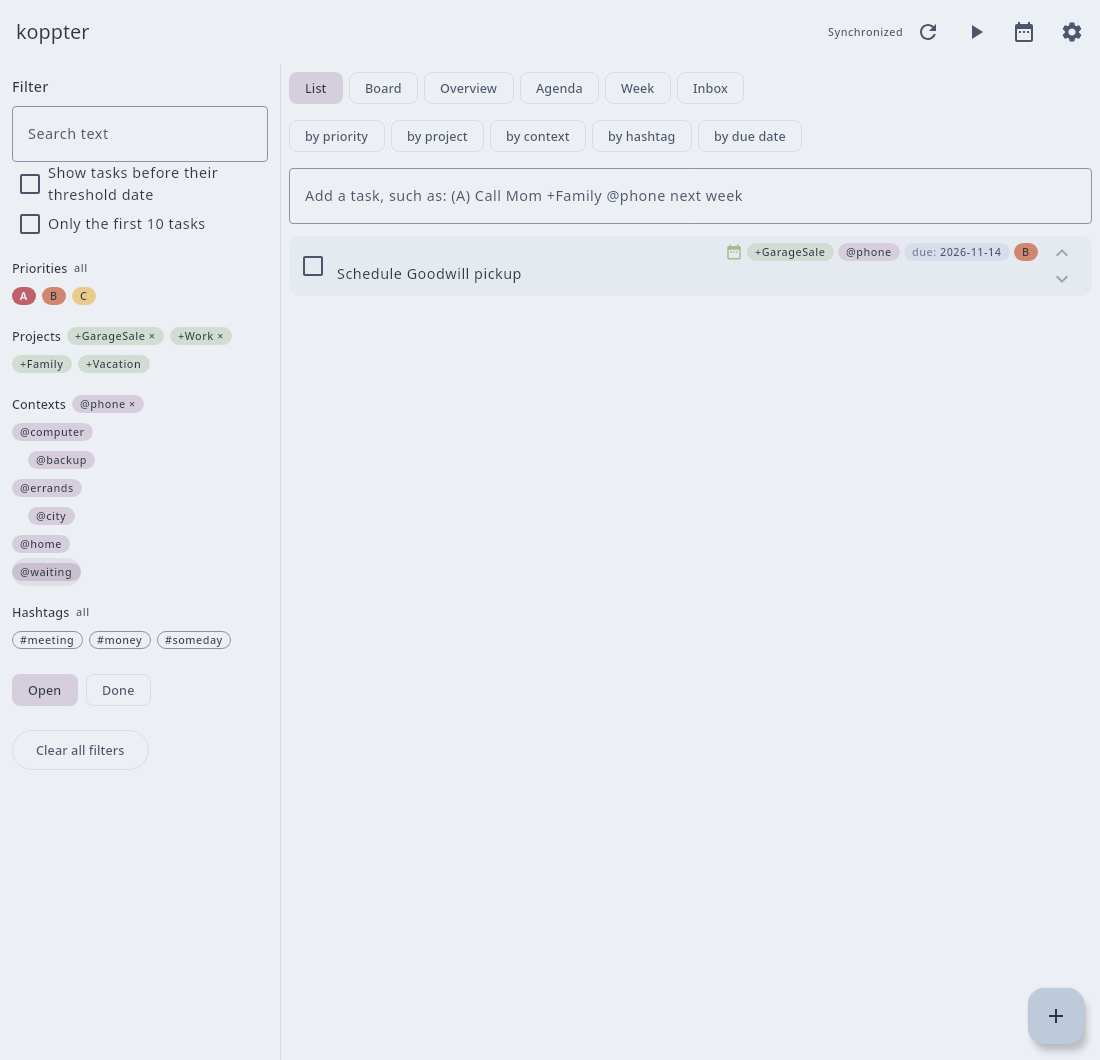 koppter
Synchronized
Filter
Search text
Show tasks before their
threshold date
Only the first 10 tasks
Priorities all
A B C
Projects +GarageSale × +Work ×
+Family +Vacation
Contexts @phone ×
@computer
@backup
@errands
@city
@home
@waiting
Hashtags all
#meeting #money #someday
Open Done
Clear all filters
List Board Overview Agenda Week Inbox
by priority by project by context by hashtag by due date
Add a task, such as: (A) Call Mom +Family @phone next week
+GarageSale @phone due: 2026-11-14 B
Schedule Goodwill pickup